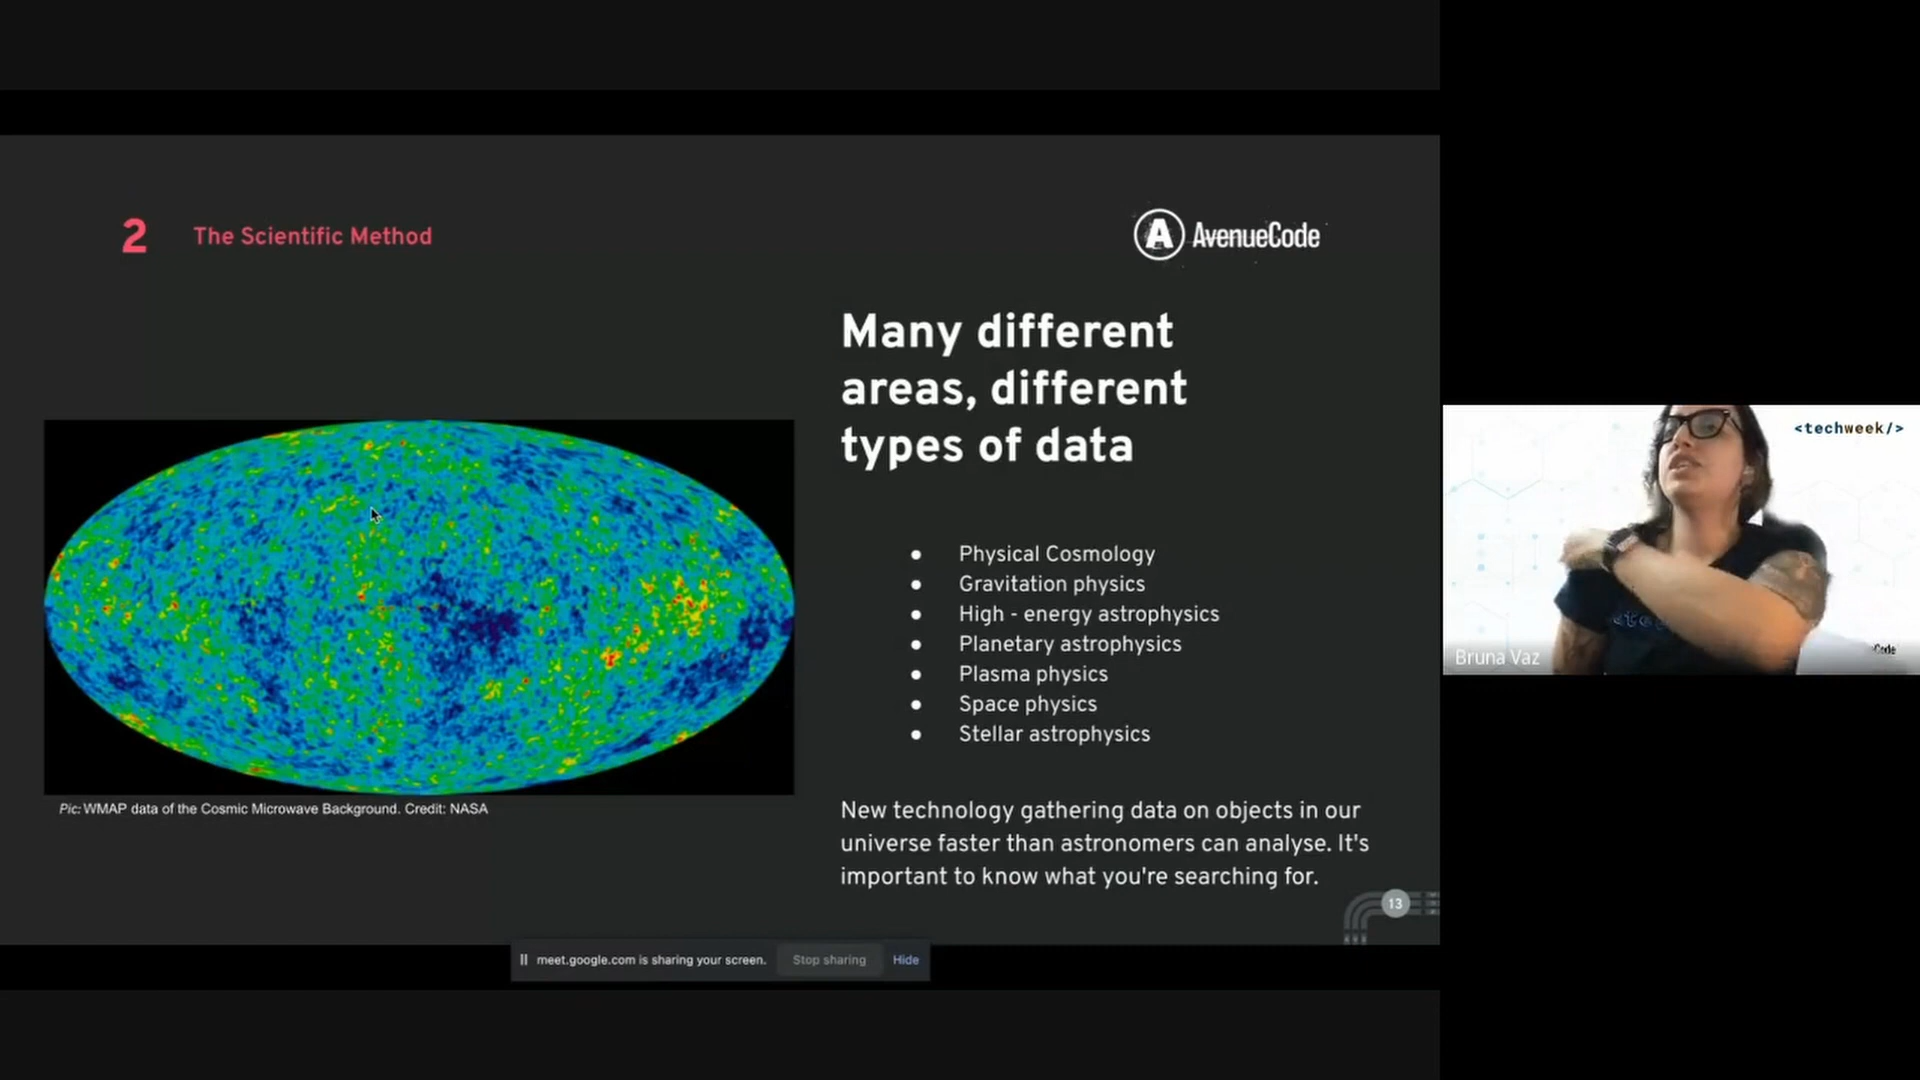 2 The Scientific Method
A AvenueCode
Many different
areas, different
types of data
● Physical Cosmology
● Gravitation physics
● High - energy astrophysics
● Planetary astrophysics
● Plasma physics
● Space physics
● Stellar astrophysics
Pic: WMAP data of the Cosmic Microwave Background. Credit: NASA
New technology gathering data on objects in our
universe faster than astronomers can analyse. It's
important to know what you're searching for.
13
meet.google.com is sharing your screen. Stop sharing Hide
<techweek/>
Bruna Vaz